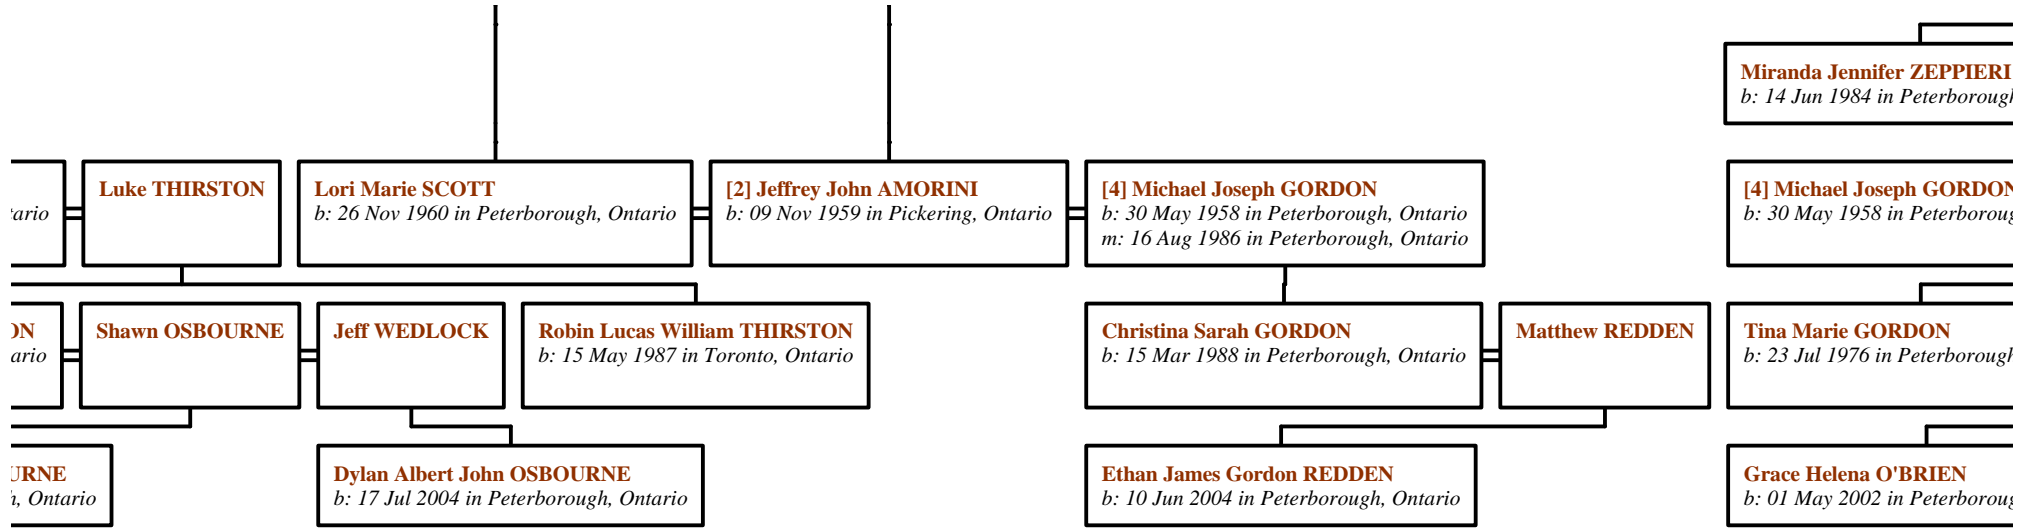 Miranda Jennifer ZEPPIERI
b: 14 Jun 1984 in
ario
Luke THIRSTON
Lori Marie SCOTT
b: 26 Nov 1960 in Peterborough, Ontario
[2] Jeffrey John AMORINI
b: 09 Nov 1959 in Pickering, Ontario
[4] Michael Joseph GORDON
b: 30 May 1958 in Peterborough, Ontario
m: 16 Aug 1986 in Peterborough, Ontario
[4] Michael Joseph GORDON
b: 30 May 1958 in
ON
ario
Shawn OSBOURNE
Jeff WEDLOCK
Robin Lucas William THIRSTON
b: 15 May 1987 in Toronto, Ontario
Christina Sarah GORDON
b: 15 Mar 1988 in Peterborough, Ontario
Matthew REDDEN
Tina Marie GORDON
b: 23 Jul 1976 in
URNE
h, Ontario
Dylan Albert John OSBOURNE
b: 17 Jul 2004 in Peterborough, Ontario
Ethan James Gordon REDDEN
b: 10 Jun 2004 in Peterborough, Ontario
Grace Helena O'BRIEN
b: 01 May 2002 in